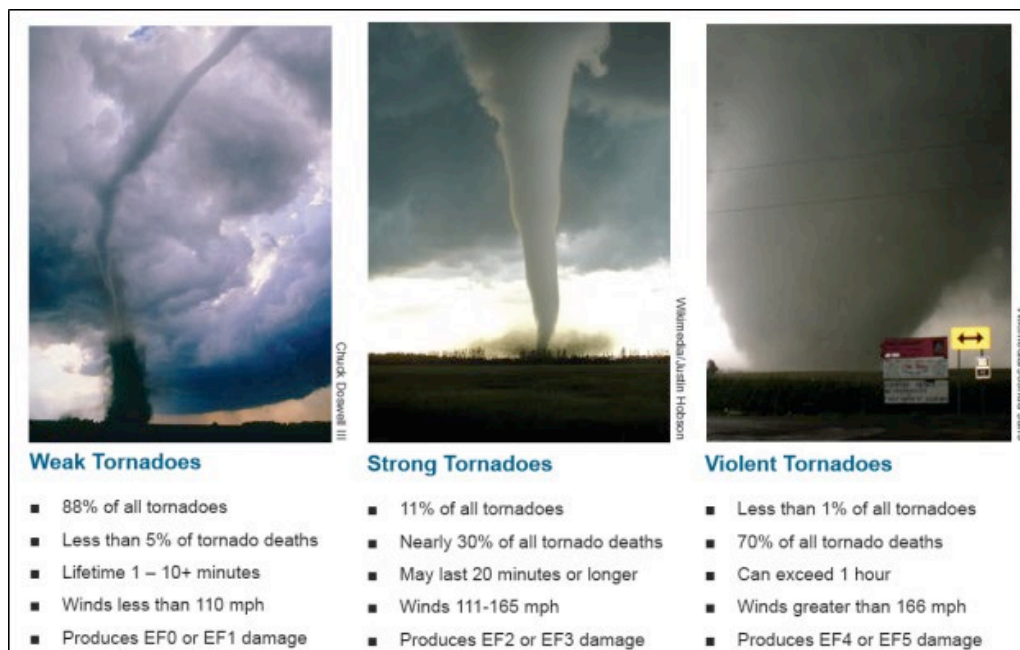 Chuck Doswell III
Wikimedia/Justin Hobson
Weak Tornadoes
■ 88% of all tornadoes
■ Less than 5% of tornado deaths
■ Lifetime 1 – 10+ minutes
■ Winds less than 110 mph
■ Produces EF0 or EF1 damage
Strong Tornadoes
■ 11% of all tornadoes
■ Nearly 30% of all tornado deaths
■ May last 20 minutes or longer
■ Winds 111-165 mph
■ Produces EF2 or EF3 damage
Violent Tornadoes
■ Less than 1% of all tornadoes
■ 70% of all tornado deaths
■ Can exceed 1 hour
■ Winds greater than 166 mph
■ Produces EF4 or EF5 damage